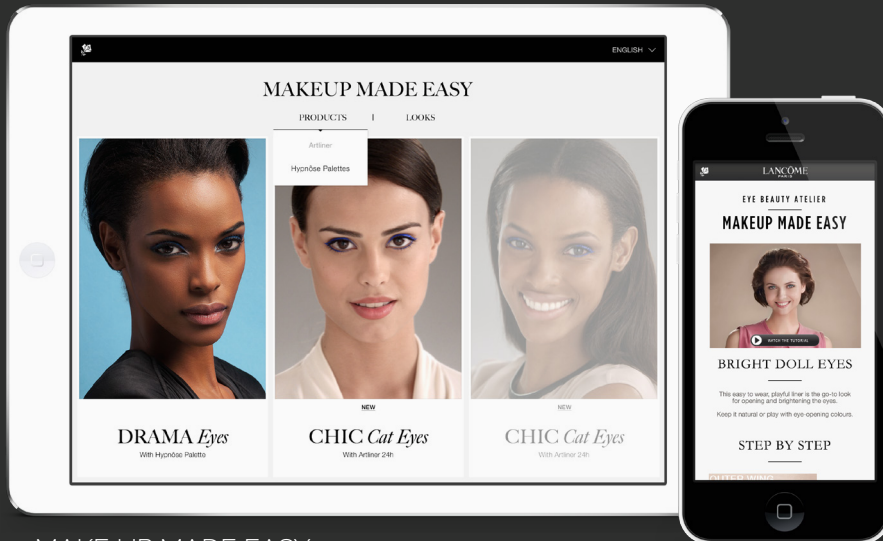 ENGLISH
MAKEUP MADE EASY
PRODUCTS | LOOKS
Artliner
Hypnôse Palettes
DRAMA Eyes
With Hypnôse Palette
NEW
CHIC Cat Eyes
With Artliner 24h
NEW
CHIC Cat Eyes
With Artliner 24h
LANCÔME
PARIS
EYE BEAUTY ATELIER
MAKEUP MADE EASY
WATCH THE TUTORIAL
BRIGHT DOLL EYES
This easy to wear, playful liner is the go-to look
for opening and brightening the eyes.
Keep it natural or play with eye-opening colours.
STEP BY STEP
OUTER WING
MAKE UP MADE EASY